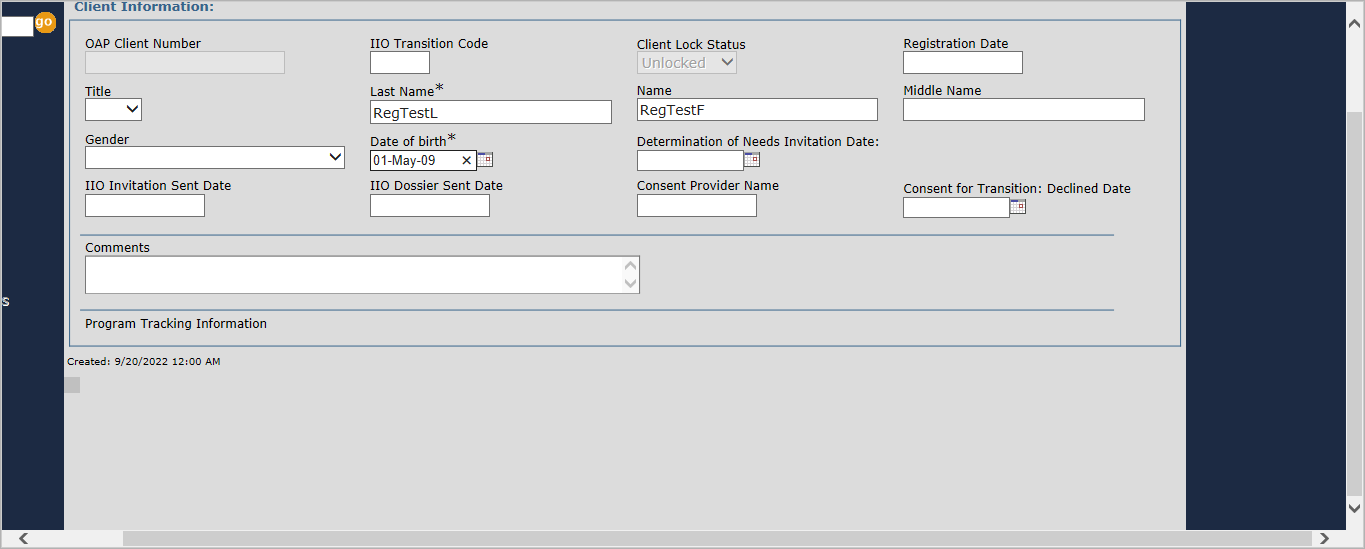 Client Information:
go
OAP Client Number
IIO Transition Code
Client Lock Status
Registration Date
Unlocked
Title
Last Name*
Name
Middle Name
RegTestL
RegTestF
Gender
Date of birth*
Determination of Needs Invitation Date:
01-May-09
IIO Invitation Sent Date
IIO Dossier Sent Date
Consent Provider Name
Consent for Transition: Declined Date
Comments
s
Program Tracking Information
Created: 9/20/2022 12:00 AM